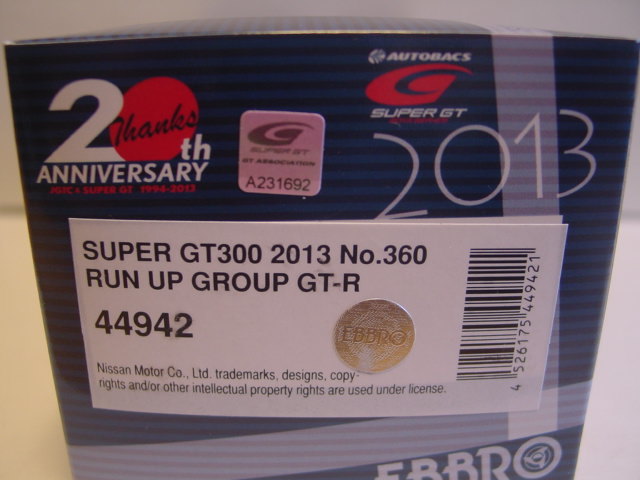 20th
Thanks
ANNIVERSARY
JGTC & SUPER GT 1994-2013
SUPER GT
GT ASSOCIATION
A231692
AUTOBACS
SUPER GT
2013
SUPER GT300 2013 No.360
RUN UP GROUP GT-R
44942
EBBRO
Nissan Motor Co., Ltd. trademarks, designs, copy-
rights and/or other intellectual property rights are used under license.
4 526175 449421
EBBRO